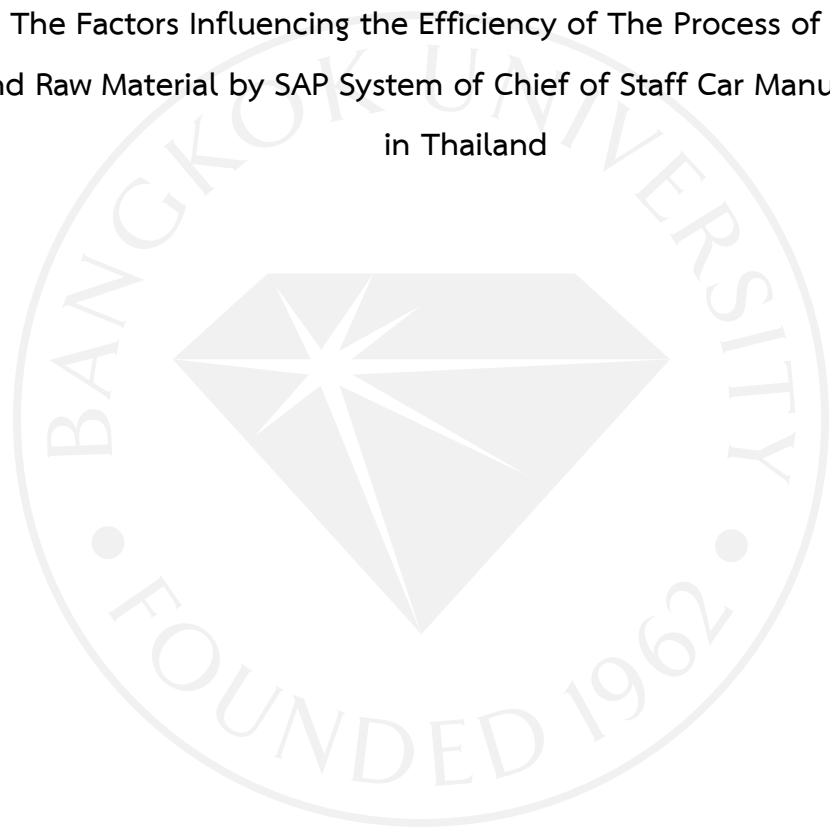 The Factors Influencing the Efficiency of The Process of
nd Raw Material by SAP System of Chief of Staff Car Manu
in Thailand
BANGKOK UNIVERSITY
FOUNDED 1962